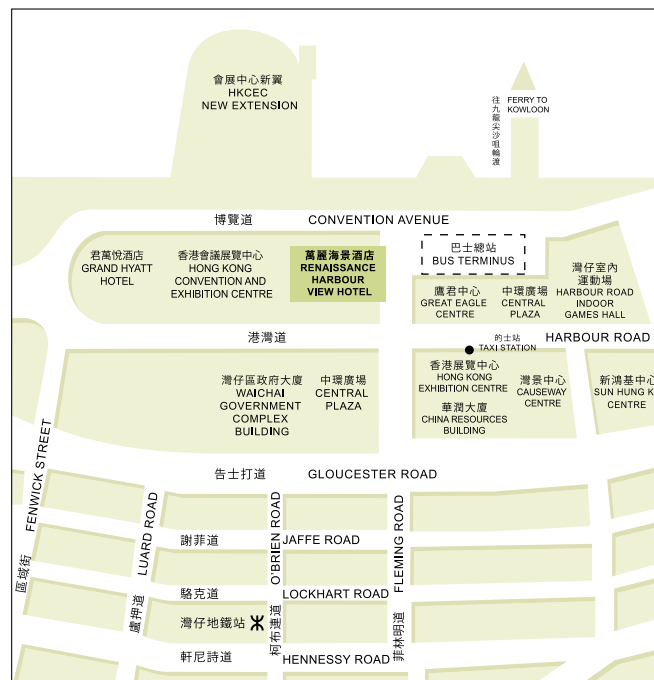 會展中心新翼
HKCEC
NEW EXTENSION
往九龍尖沙咀輪渡
FERRY TO
KOWLOON
博覽道 CONVENTION AVENUE
君萬悅酒店
GRAND HYATT
HOTEL
香港會議展覽中心
HONG KONG
CONVENTION AND
EXHIBITION CENTRE
萬麗海景酒店
RENAISSANCE
HARBOUR
VIEW HOTEL
巴士總站
BUS TERMINUS
鷹君中心
GREAT EAGLE
CENTRE
中環廣場
CENTRAL
PLAZA
灣仔室內
運動場
HARBOUR ROAD
INDOOR
GAMES HALL
港灣道
HARBOUR ROAD
的士站
TAXI STATION
灣仔區政府大廈
WAICHAI
GOVERNMENT
COMPLEX
BUILDING
中環廣場
CENTRAL
PLAZA
香港展覽中心
HONG KONG
EXHIBITION CENTRE
華潤大廈
CHINA RESOURCES
BUILDING
灣景中心
CAUSEWAY
CENTRE
新鴻基中心
SUN HUNG K
CENTRE
告士打道 GLOUCESTER ROAD
區域街 FENWICK STREET
盧押道 LUARD ROAD
柯布連道 O'BRIEN ROAD
菲林明道 FLEMING ROAD
謝菲道 JAFFE ROAD
駱克道 LOCKHART ROAD
灣仔地鐵站
軒尼詩道 HENNESSY ROAD